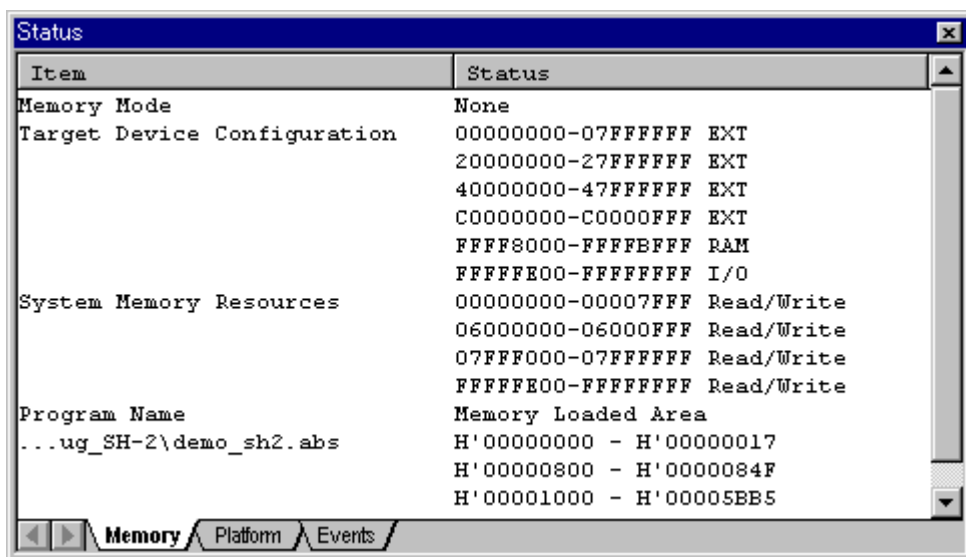 Status
Item Status
Memory Mode None
Target Device Configuration 00000000-07FFFFFF EXT
20000000-27FFFFFF EXT
40000000-47FFFFFF EXT
C0000000-C0000FFF EXT
FFFF8000-FFFFBFFF RAM
FFFFFE00-FFFFFFFF I/O
System Memory Resources 00000000-00007FFF Read/Write
06000000-06000FFF Read/Write
07FFF000-07FFFFFF Read/Write
FFFFFE00-FFFFFFFF Read/Write
Program Name Memory Loaded Area
...ug_SH-2\demo_sh2.abs H'00000000 - H'00000017
H'00000800 - H'0000084F
H'00001000 - H'00005BB5
Memory Platform Events